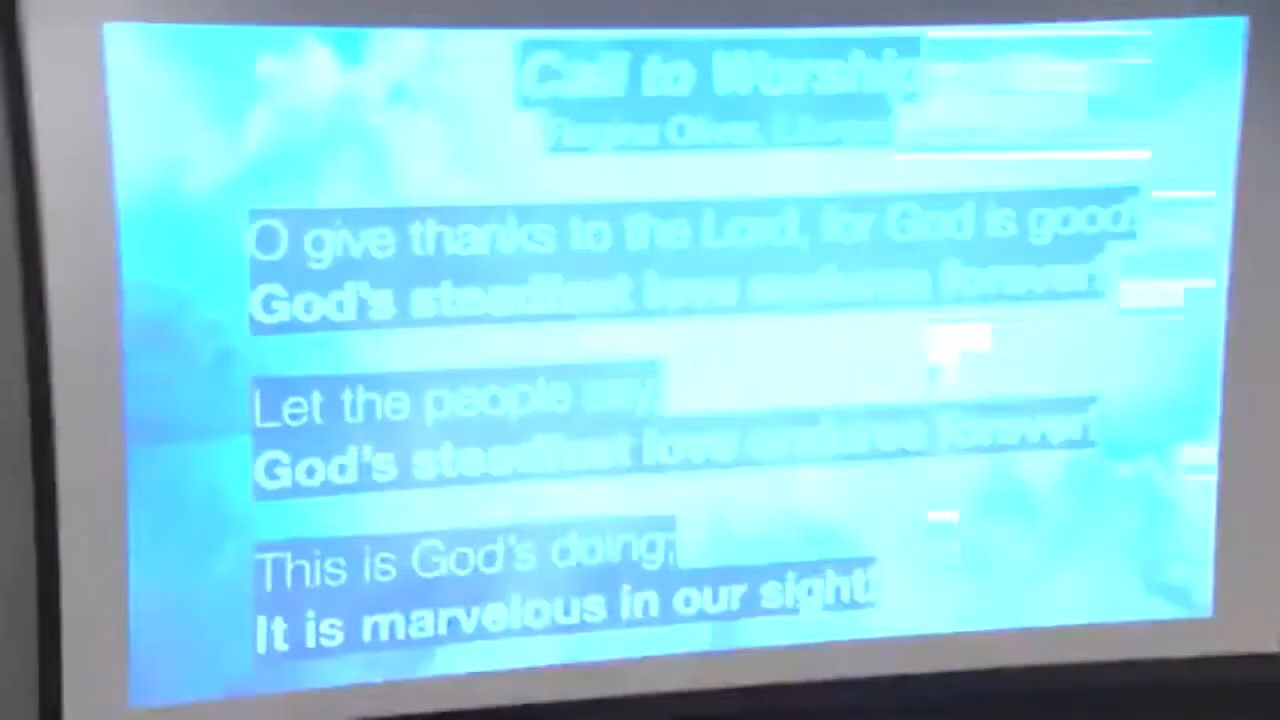 Call to Worship
O give thanks to the Lord, for God is good!
God's steadfast love endures forever!
Let the people say,
God's steadfast love endures forever!
This is God's doing;
It is marvelous in our sight!